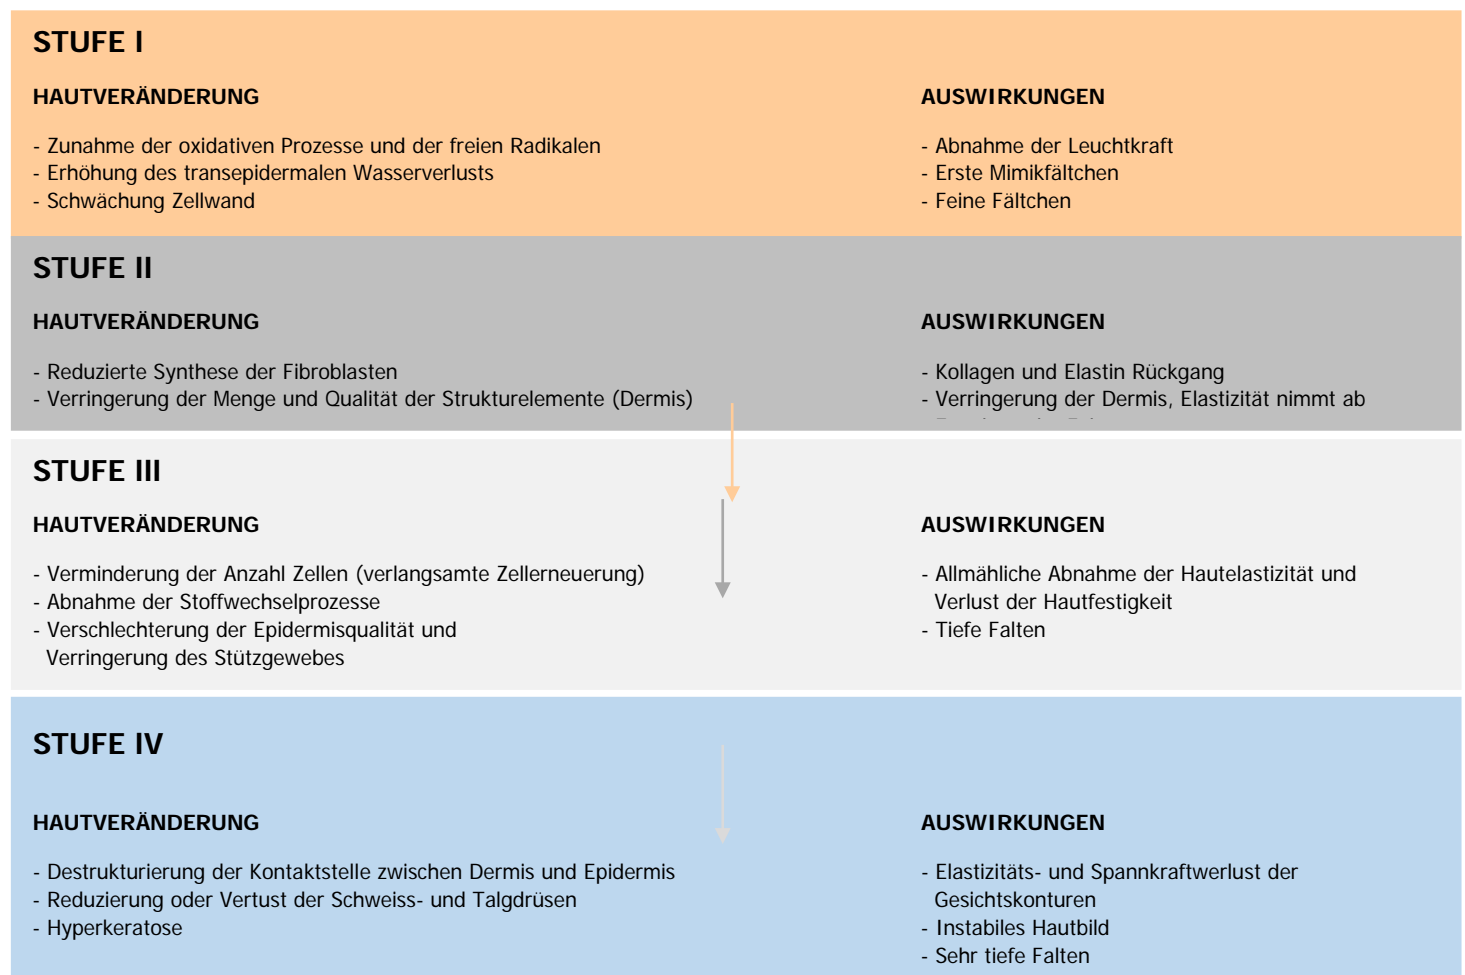 STUFE I
HAUTVERÄNDERUNG
- Zunahme der oxidativen Prozesse und der freien Radikalen
- Erhöhung des transepidermalen Wasserverlusts
- Schwächung Zellwand
AUSWIRKUNGEN
- Abnahme der Leuchtkraft
- Erste Mimikfältchen
- Feine Fältchen
STUFE II
HAUTVERÄNDERUNG
- Reduzierte Synthese der Fibroblasten
- Verringerung der Menge und Qualität der Strukturelemente (Dermis)
AUSWIRKUNGEN
- Kollagen und Elastin Rückgang
- Verringerung der Dermis, Elastizität nimmt ab
STUFE III
HAUTVERÄNDERUNG
- Verminderung der Anzahl Zellen (verlangsamte Zellerneuerung)
- Abnahme der Stoffwechselprozesse
- Verschlechterung der Epidermisqualität und
Verringerung des Stützgewebes
AUSWIRKUNGEN
- Allmähliche Abnahme der Hautelastizität und
Verlust der Hautfestigkeit
- Tiefe Falten
STUFE IV
HAUTVERÄNDERUNG
- Destrukturierung der Kontaktstelle zwischen Dermis und Epidermis
- Reduzierung oder Vertust der Schweiss- und Talgdrüsen
- Hyperkeratose
AUSWIRKUNGEN
- Elastizitäts- und Spannkraftwerlust der
Gesichtskonturen
- Instabiles Hautbild
- Sehr tiefe Falten